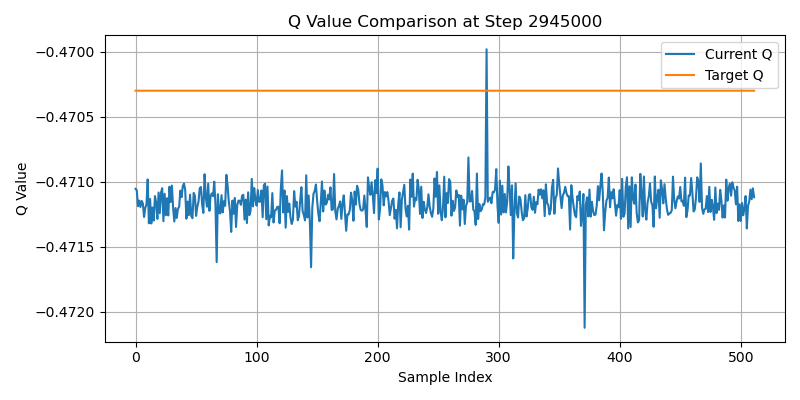 Q Value Comparison at Step 2945000
Current Q
Target Q
−0.4700
−0.4705
−0.4710
−0.4715
−0.4720
Q Value
0 100 200 300 400 500
Sample Index